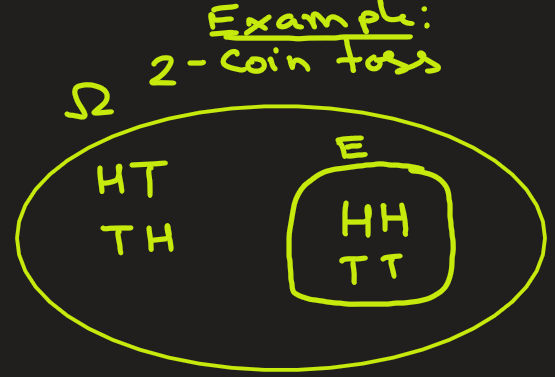 Example:
2-Coin toss
Ω
E
HT
HH
TH
TT